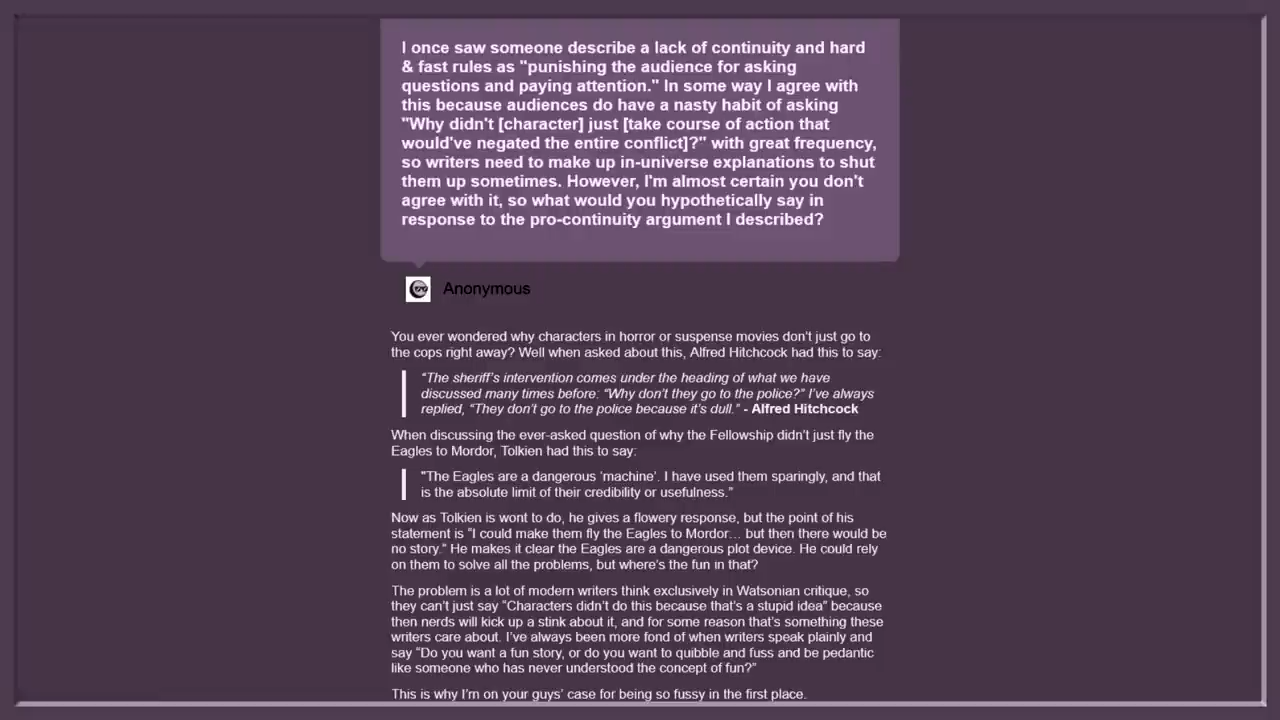 I once saw someone describe a lack of continuity and hard
& fast rules as "punishing the audience for asking
questions and paying attention." In some way I agree with
this because audiences do have a nasty habit of asking
"Why didn't [character] just [take course of action that
would've negated the entire conflict]?" with great frequency,
so writers need to make up in-universe explanations to shut
them up sometimes. However, I'm almost certain you don't
agree with it, so what would you hypothetically say in
response to the pro-continuity argument I described?
Anonymous
You ever wondered why characters in horror or suspense movies don't just go to
the cops right away? Well when asked about this, Alfred Hitchcock had this to say:
“The sheriff's intervention comes under the heading of what we have
discussed many times before: “Why don't they go to the police?” I've always
replied, “They don't go to the police because it's dull.” - Alfred Hitchcock
When discussing the ever-asked question of why the Fellowship didn't just fly the
Eagles to Mordor, Tolkien had this to say:
"The Eagles are a dangerous 'machine'. I have used them sparingly, and that
is the absolute limit of their credibility or usefulness.”
Now as Tolkien is wont to do, he gives a flowery response, but the point of his
statement is “I could make them fly the Eagles to Mordor… but then there would be
no story.” He makes it clear the Eagles are a dangerous plot device. He could rely
on them to solve all the problems, but where's the fun in that?
The problem is a lot of modern writers think exclusively in Watsonian critique, so
they can't just say “Characters didn't do this because that's a stupid idea” because
then nerds will kick up a stink about it, and for some reason that's something these
writers care about. I've always been more fond of when writers speak plainly and
say “Do you want a fun story, or do you want to quibble and fuss and be pedantic
like someone who has never understood the concept of fun?”
This is why I'm on your guys' case for being so fussy in the first place.